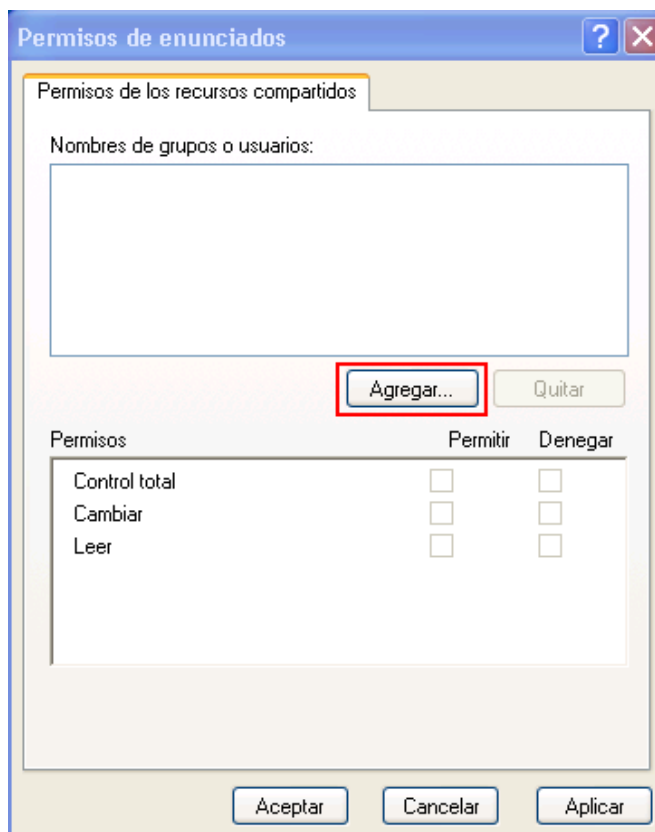 Permisos de enunciados
?
Permisos de los recursos compartidos
Nombres de grupos o usuarios:
Agregar... Quitar
Permisos Permitir Denegar
Control total
Cambiar
Leer
Aceptar Cancelar Aplicar